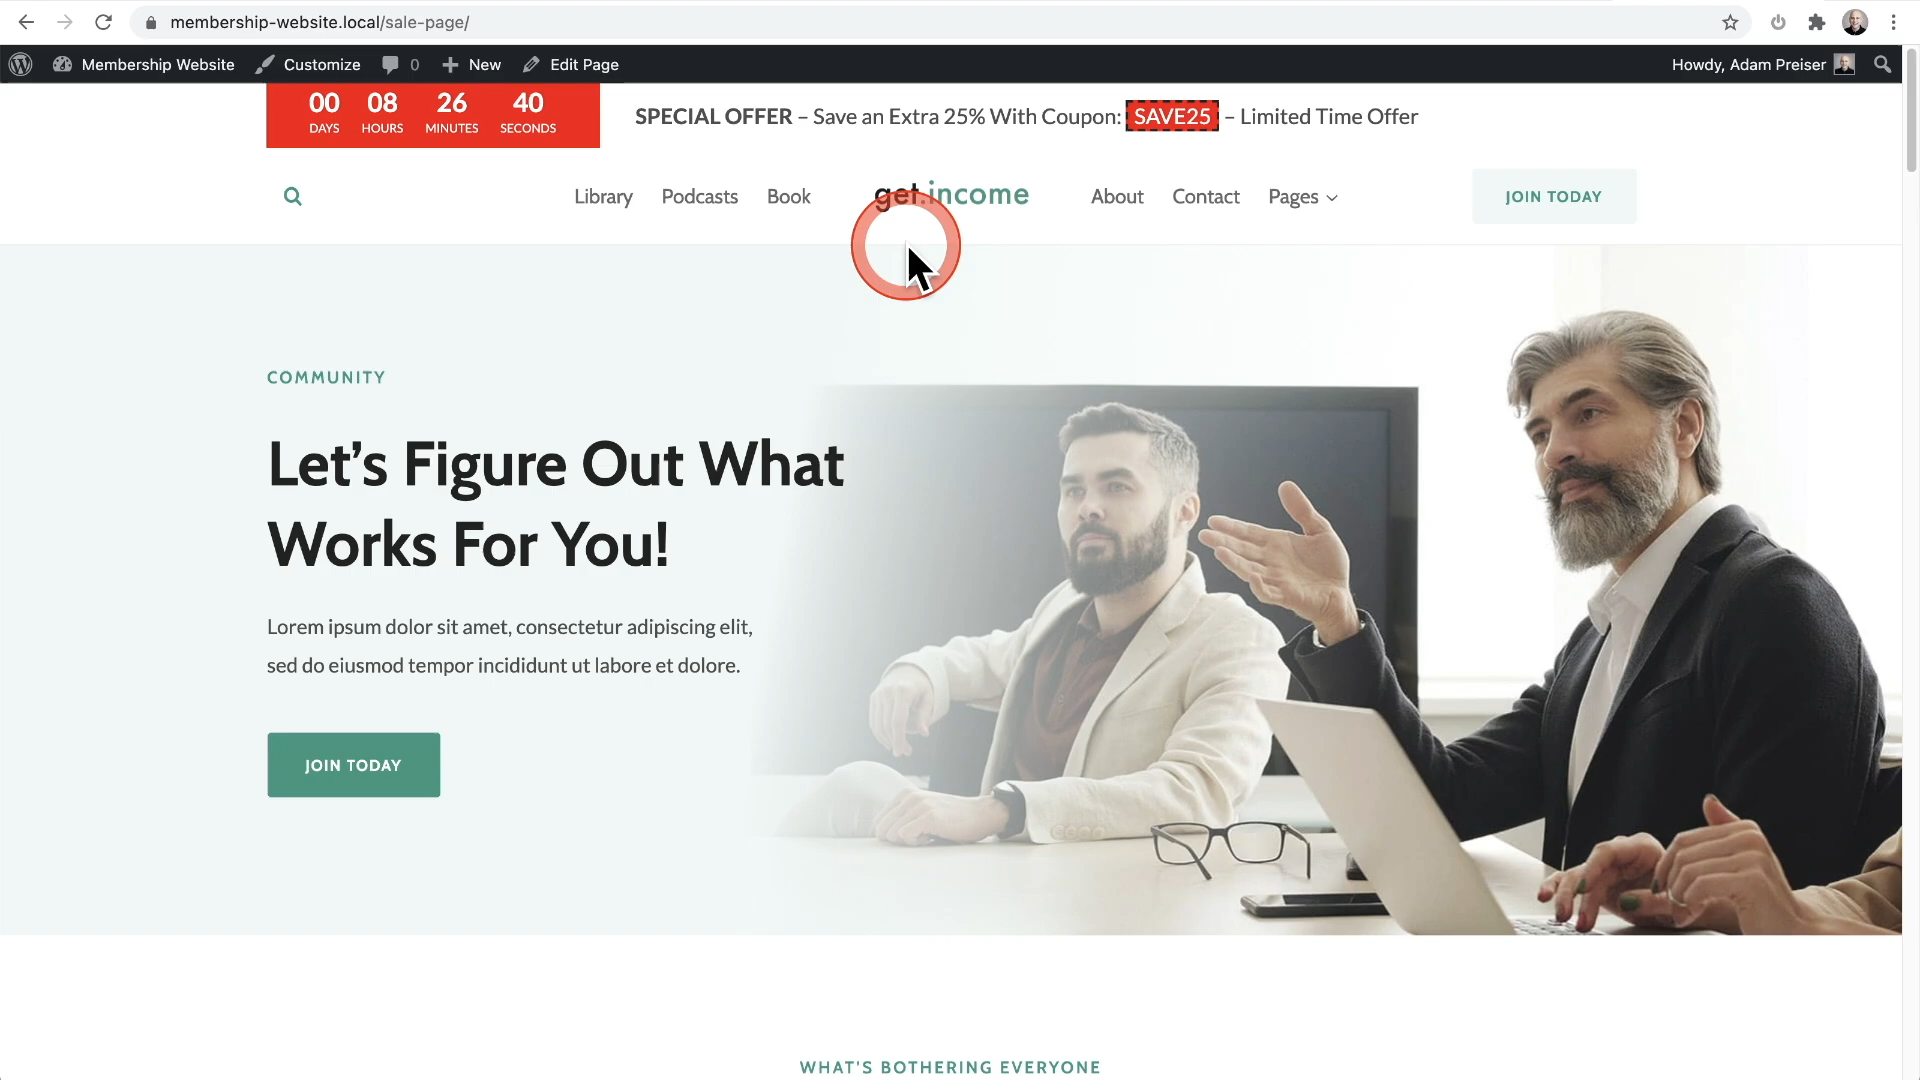 membership-website.local/sale-page/
Membership Website Customize 0 New Edit Page Howdy, Adam Preiser
00 08 26 40
DAYS HOURS MINUTES SECONDS
SPECIAL OFFER – Save an Extra 25% With Coupon: SAVE25 – Limited Time Offer
Library Podcasts Book get.income About Contact Pages JOIN TODAY
COMMUNITY
Let’s Figure Out What
Works For You!
Lorem ipsum dolor sit amet, consectetur adipiscing elit,
sed do eiusmod tempor incididunt ut labore et dolore.
JOIN TODAY
WHAT'S BOTHERING EVERYONE